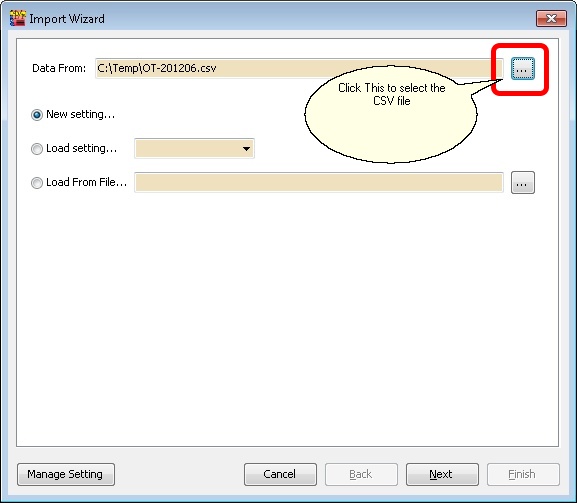 Import Wizard
Data From: C:\Temp\OT-201206.csv ...
Click This to select the
CSV file
New setting...
Load setting...
Load From File... ...
Manage Setting Cancel Back Next Finish